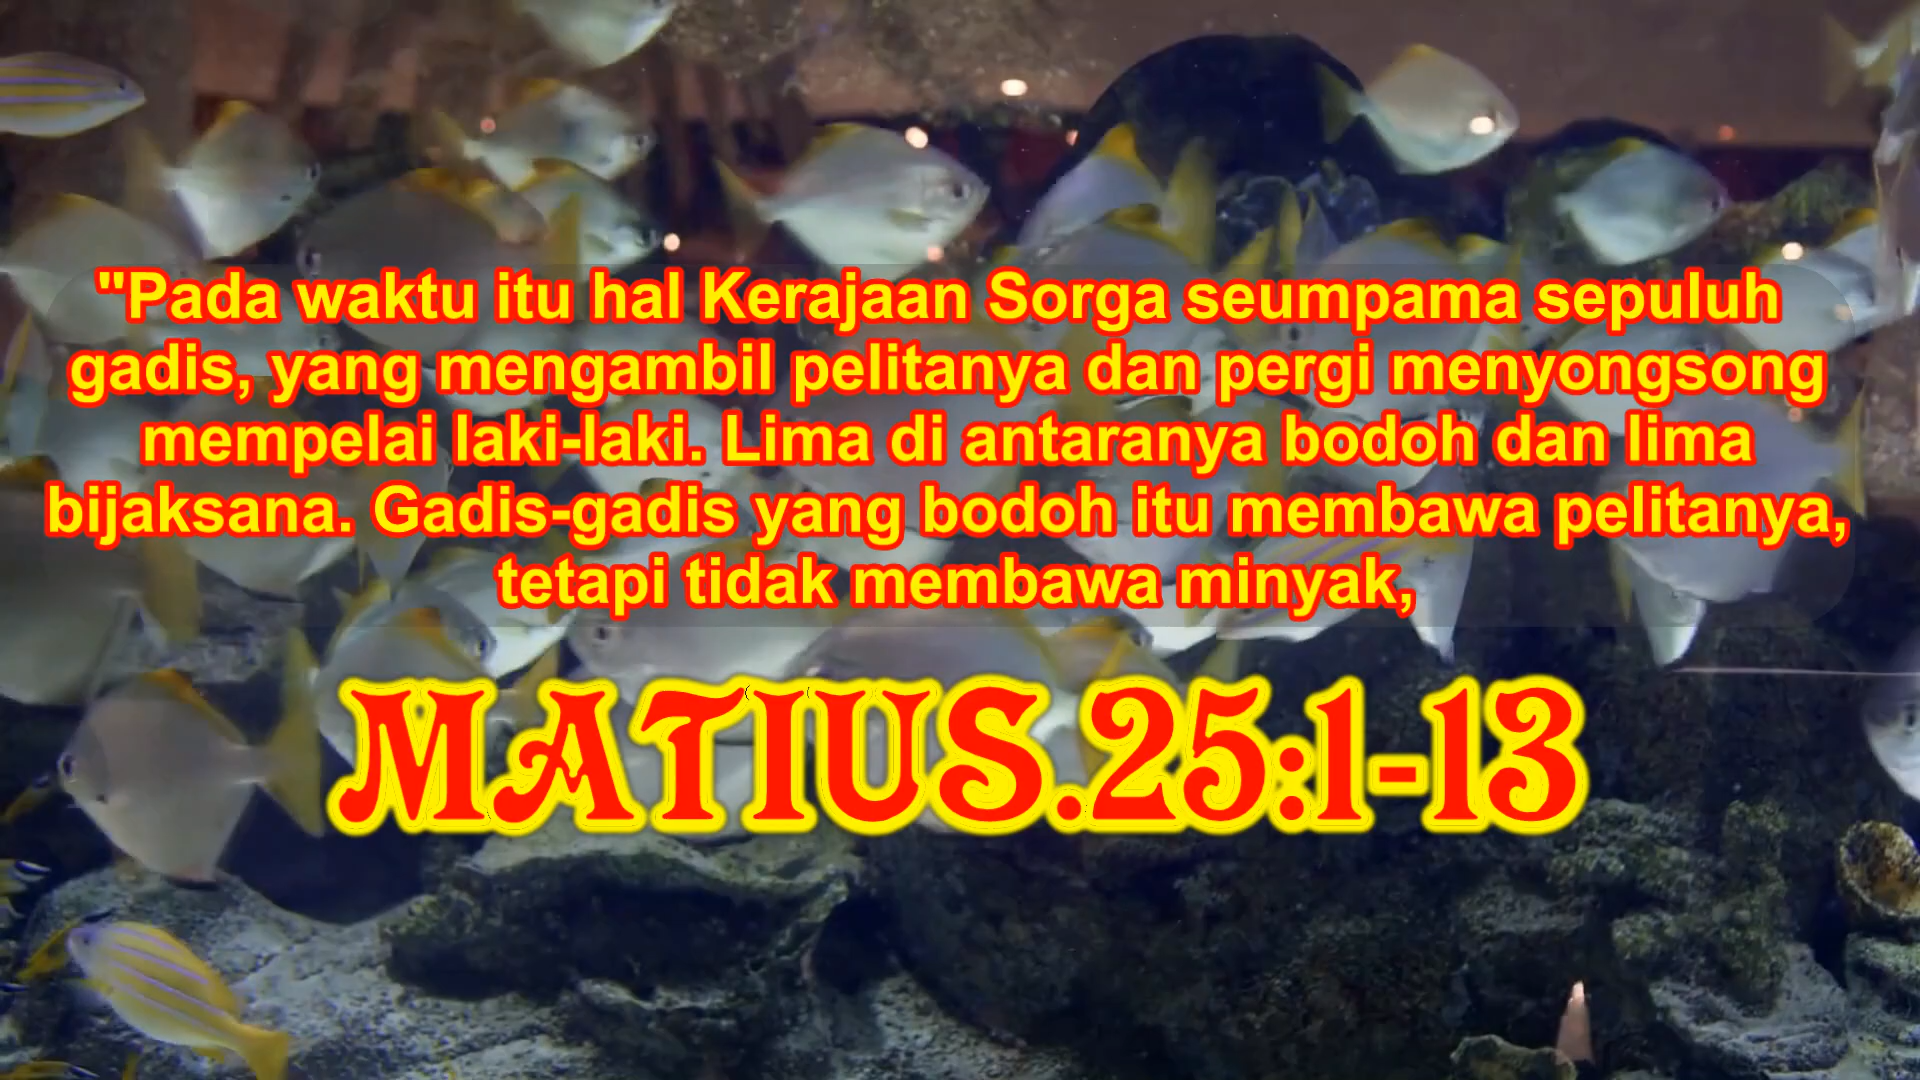 "Pada waktu itu hal Kerajaan Sorga seumpama sepuluh
gadis, yang mengambil pelitanya dan pergi menyongsong
mempelai laki-laki. Lima di antaranya bodoh dan lima
bijaksana. Gadis-gadis yang bodoh itu membawa pelitanya,
tetapi tidak membawa minyak,
MATIUS.25:1-13